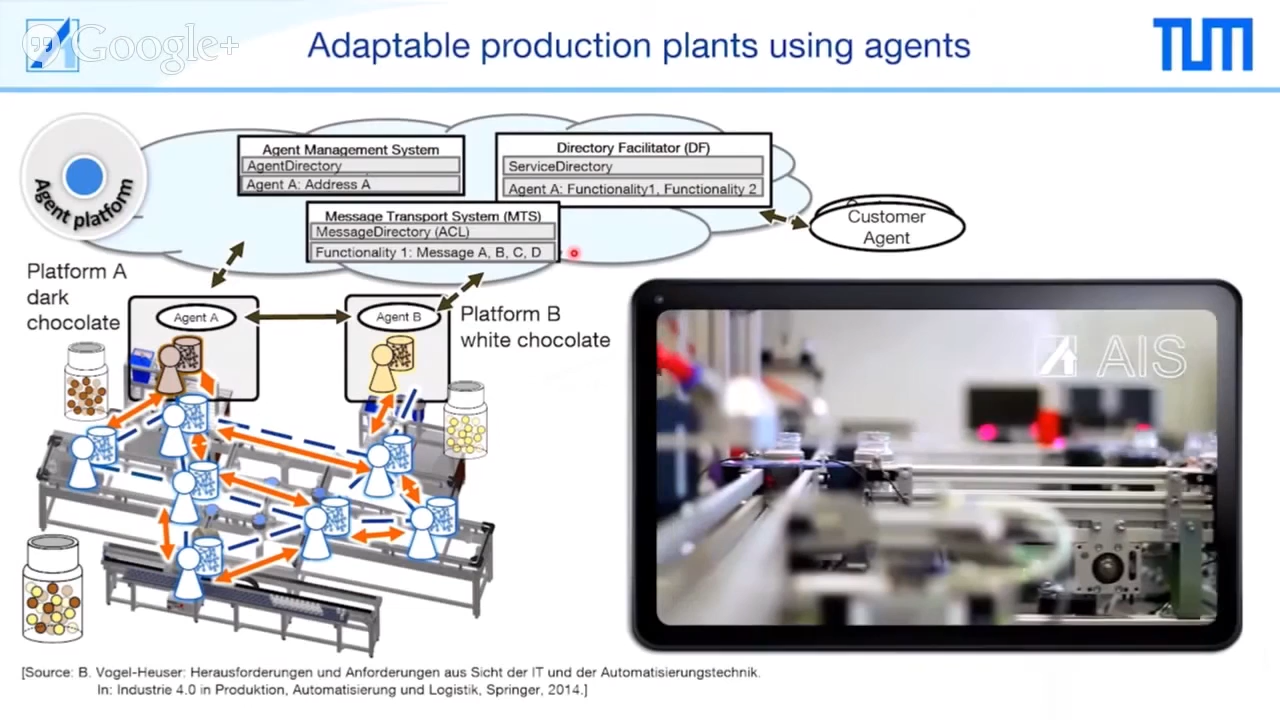 Google+
Adaptable production plants using agents
TUM
Agent platform
Agent Management System
AgentDirectory
Agent A: Address A
Directory Facilitator (DF)
ServiceDirectory
Agent A: Functionality1, Functionality 2
Message Transport System (MTS)
MessageDirectory (ACL)
Functionality 1: Message A, B, C, D
Customer
Agent
Platform A
dark
chocolate
Agent A
Agent B
Platform B
white chocolate
AIS
[Source: B. Vogel-Heuser: Herausforderungen und Anforderungen aus Sicht der IT und der Automatisierungstechnik.
In: Industrie 4.0 in Produktion, Automatisierung und Logistik, Springer, 2014.]